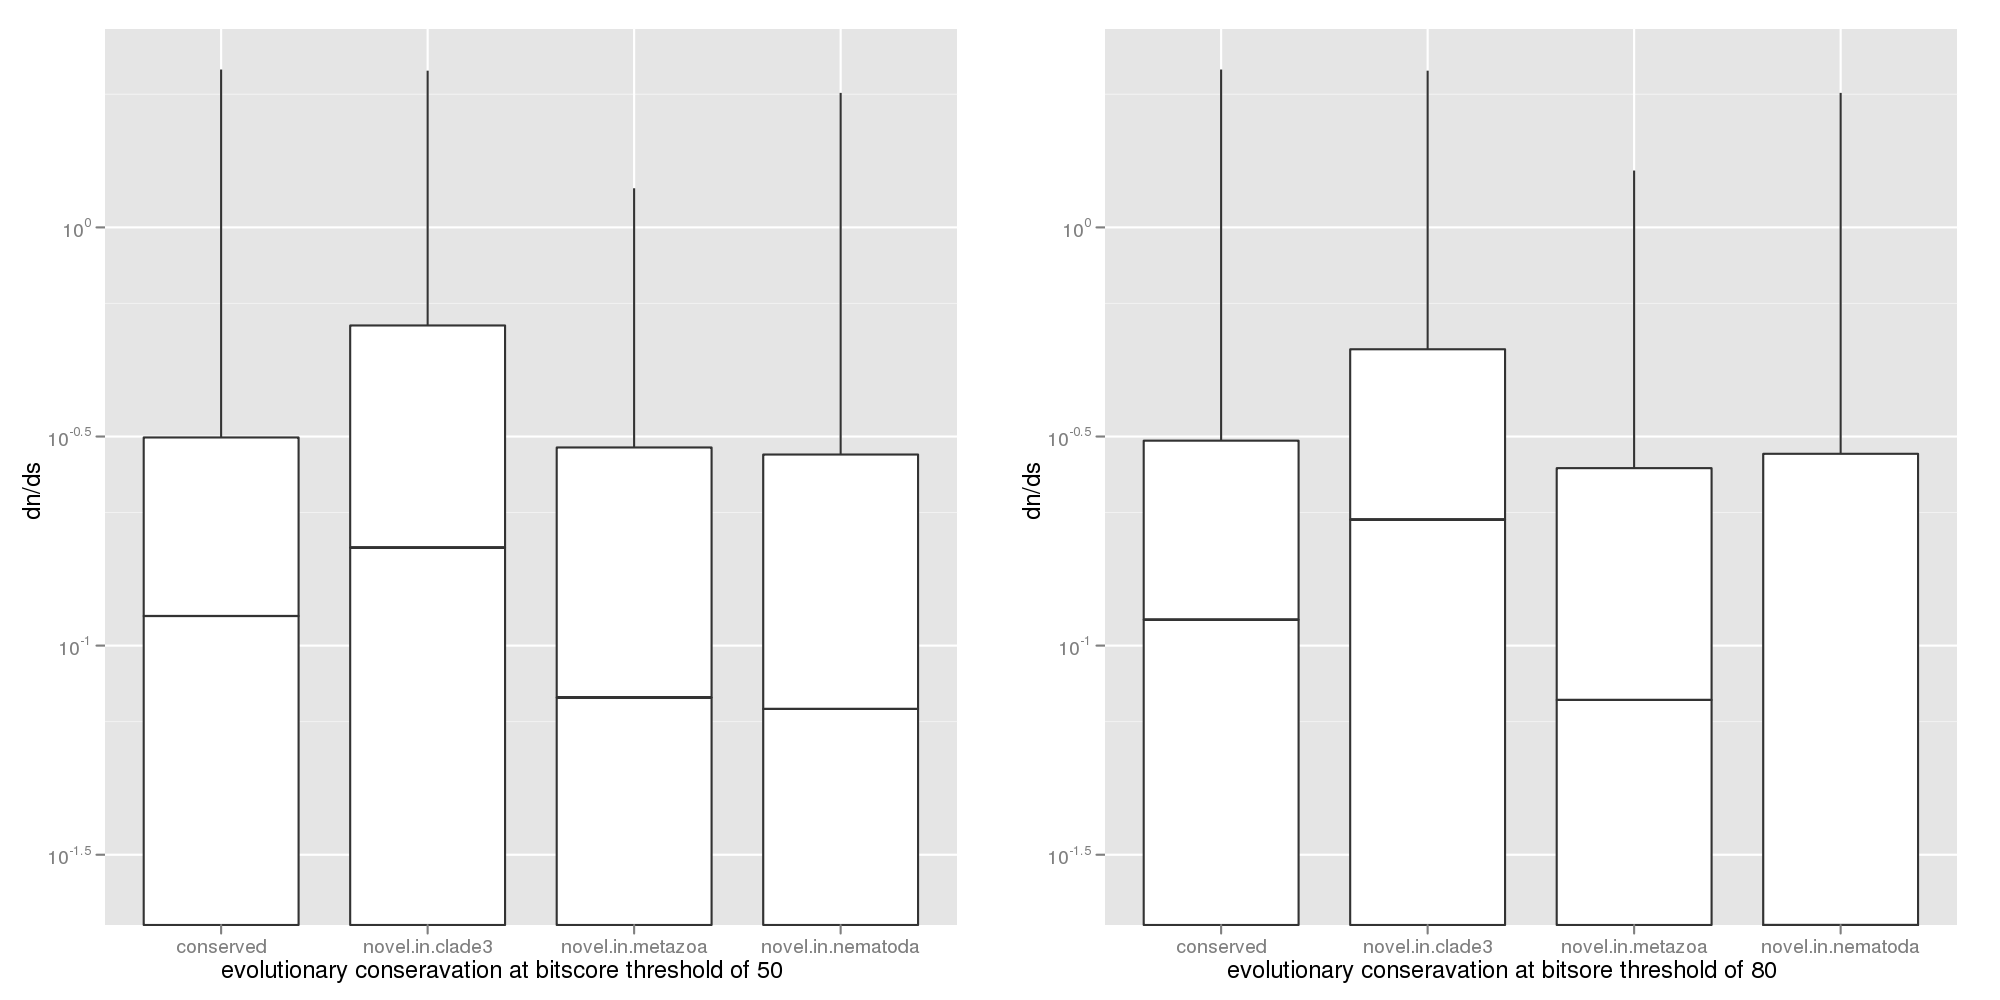 dn/ds
10^0
10^-0.5
10^-1
10^-1.5
conserved novel.in.clade3 novel.in.metazoa novel.in.nematoda
evolutionary conseravation at bitscore threshold of 50
dn/ds
10^0
10^-0.5
10^-1
10^-1.5
conserved novel.in.clade3 novel.in.metazoa novel.in.nematoda
evolutionary conseravation at bitsore threshold of 80